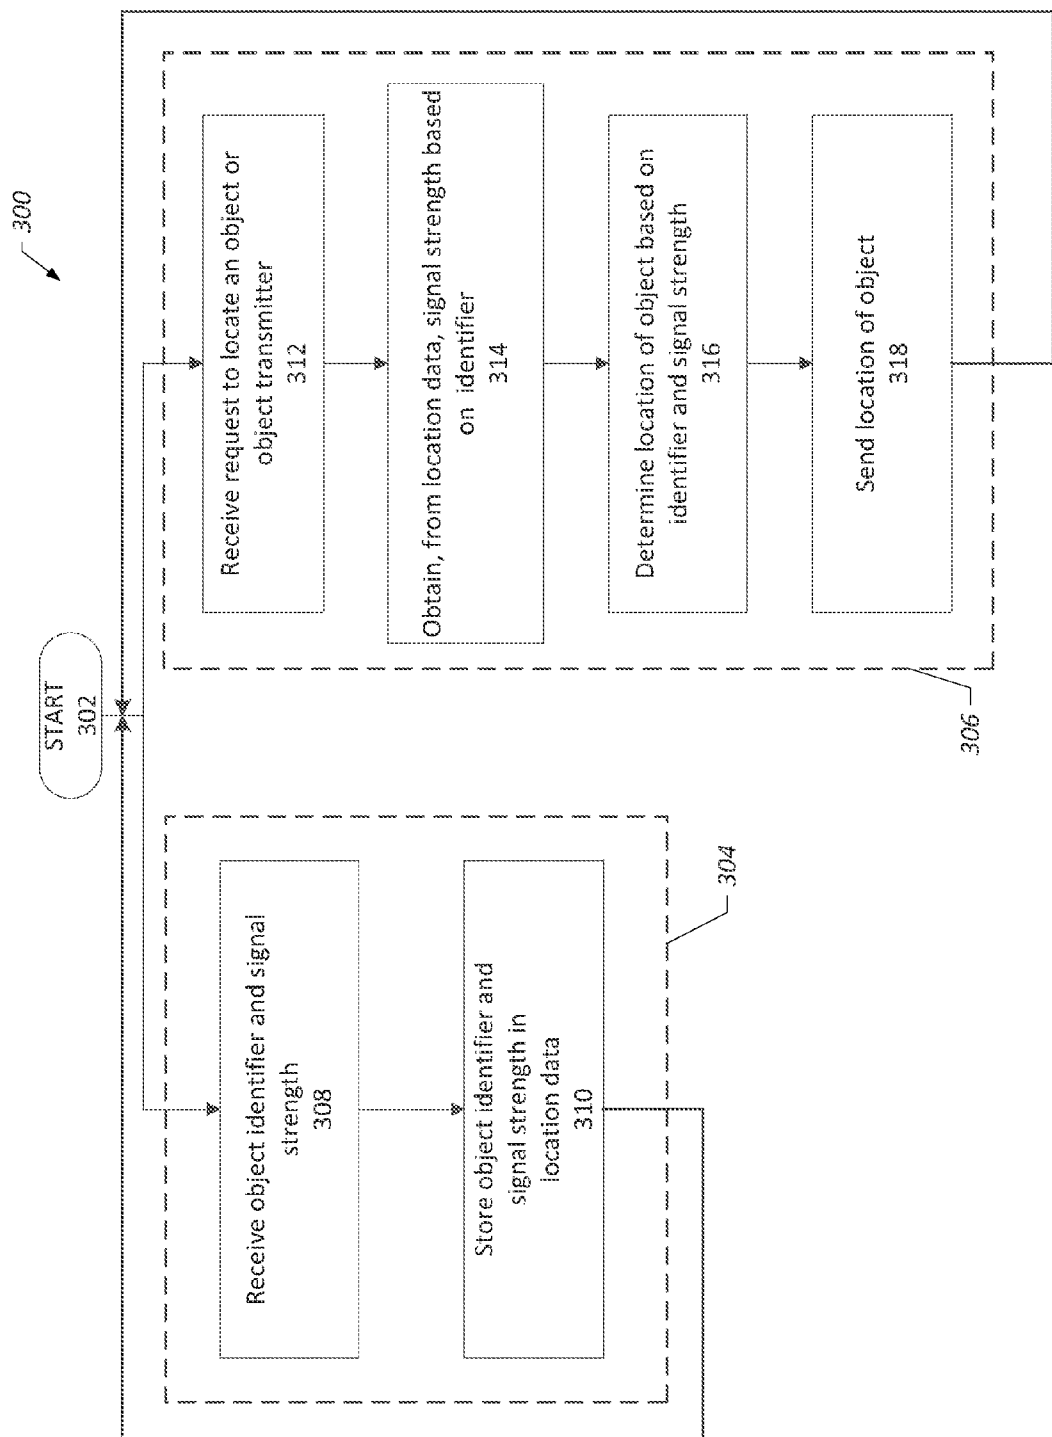 300
START
302
Receive object identifier and signal
strength
308
Store object identifier and
signal strength in
location data
310
304
Receive request to locate an object or
object transmitter
312
Obtain, from location data, signal strength based
on identifier
314
Determine location of object based on
identifier and signal strength
316
Send location of object
318
306